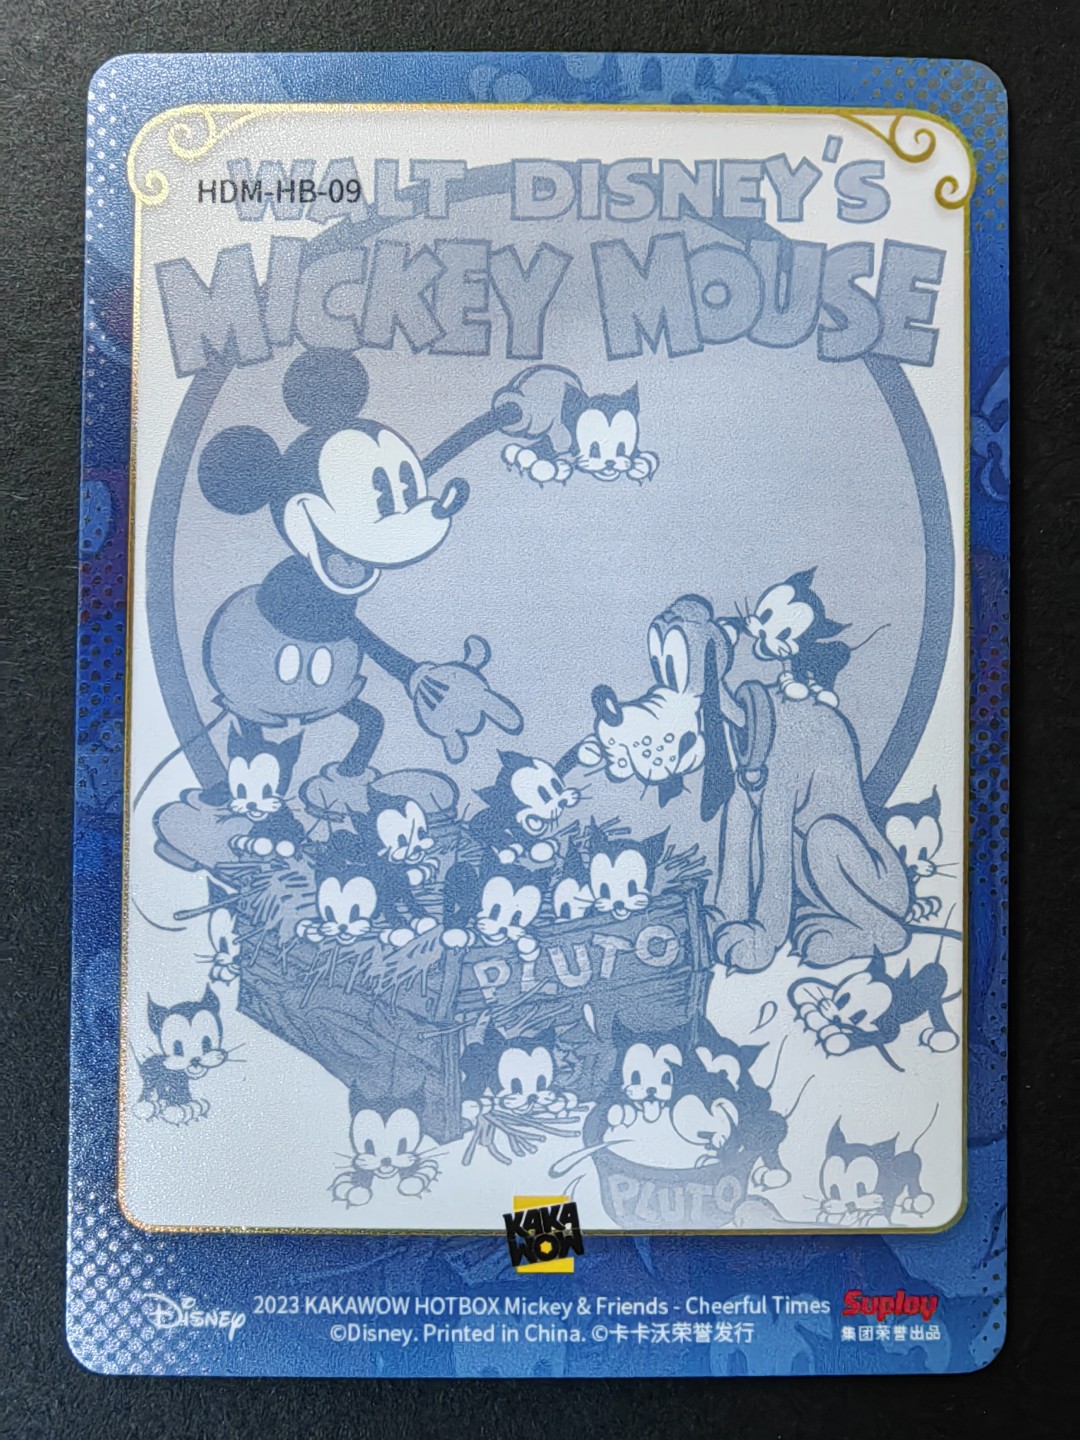 HDM-HB-09
WALT DISNEY'S
MICKEY MOUSE
PLUTO
PLUTO
KAKA
WOW
Disney
2023 KAKAWOW HOTBOX Mickey & Friends - Cheerful Times
©Disney. Printed in China. ©卡卡沃荣誉发行
Suplay
集团荣誉出品